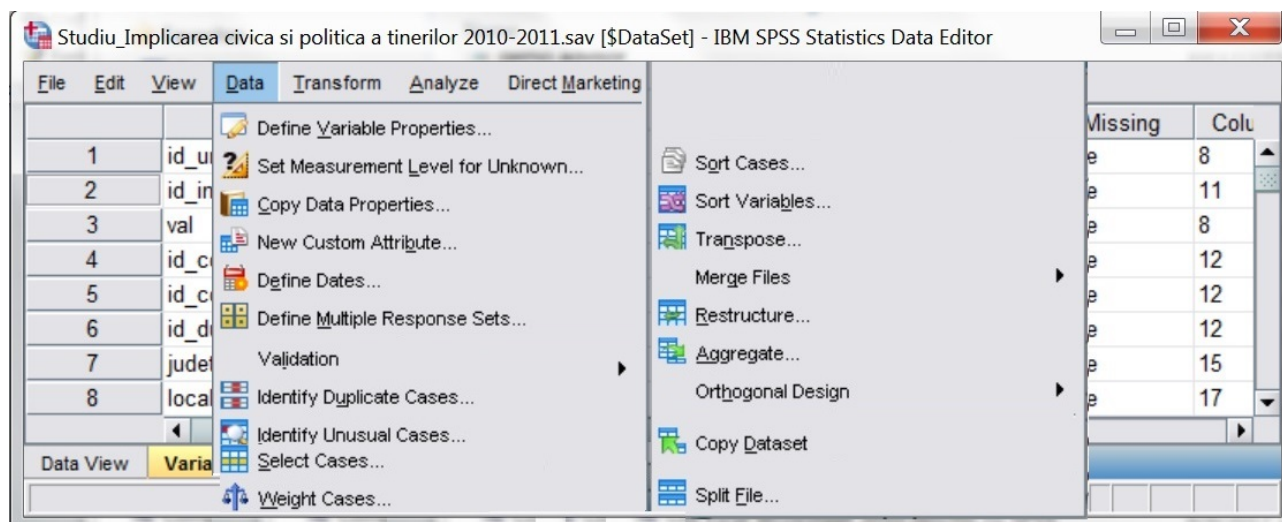 Studiu_Implicarea civica si politica a tinerilor 2010-2011.sav [$DataSet] - IBM SPSS Statistics Data Editor
File Edit View Data Transform Analyze Direct Marketing
Missing
1 8
2 11
3 val 8
4 12
5 12
6 12
7 15
8 17
Define Variable Properties...
Set Measurement Level for Unknown...
Copy Data Properties...
New Custom Attribute...
Define Dates...
Define Multiple Response Sets...
Validation
Identify Duplicate Cases...
Identify Unusual Cases...
Select Cases...
Weight Cases...
Sort Cases...
Sort Variables...
Transpose...
Merge Files
Restructure...
Aggregate...
Orthogonal Design
Copy Dataset
Split File...
Data View